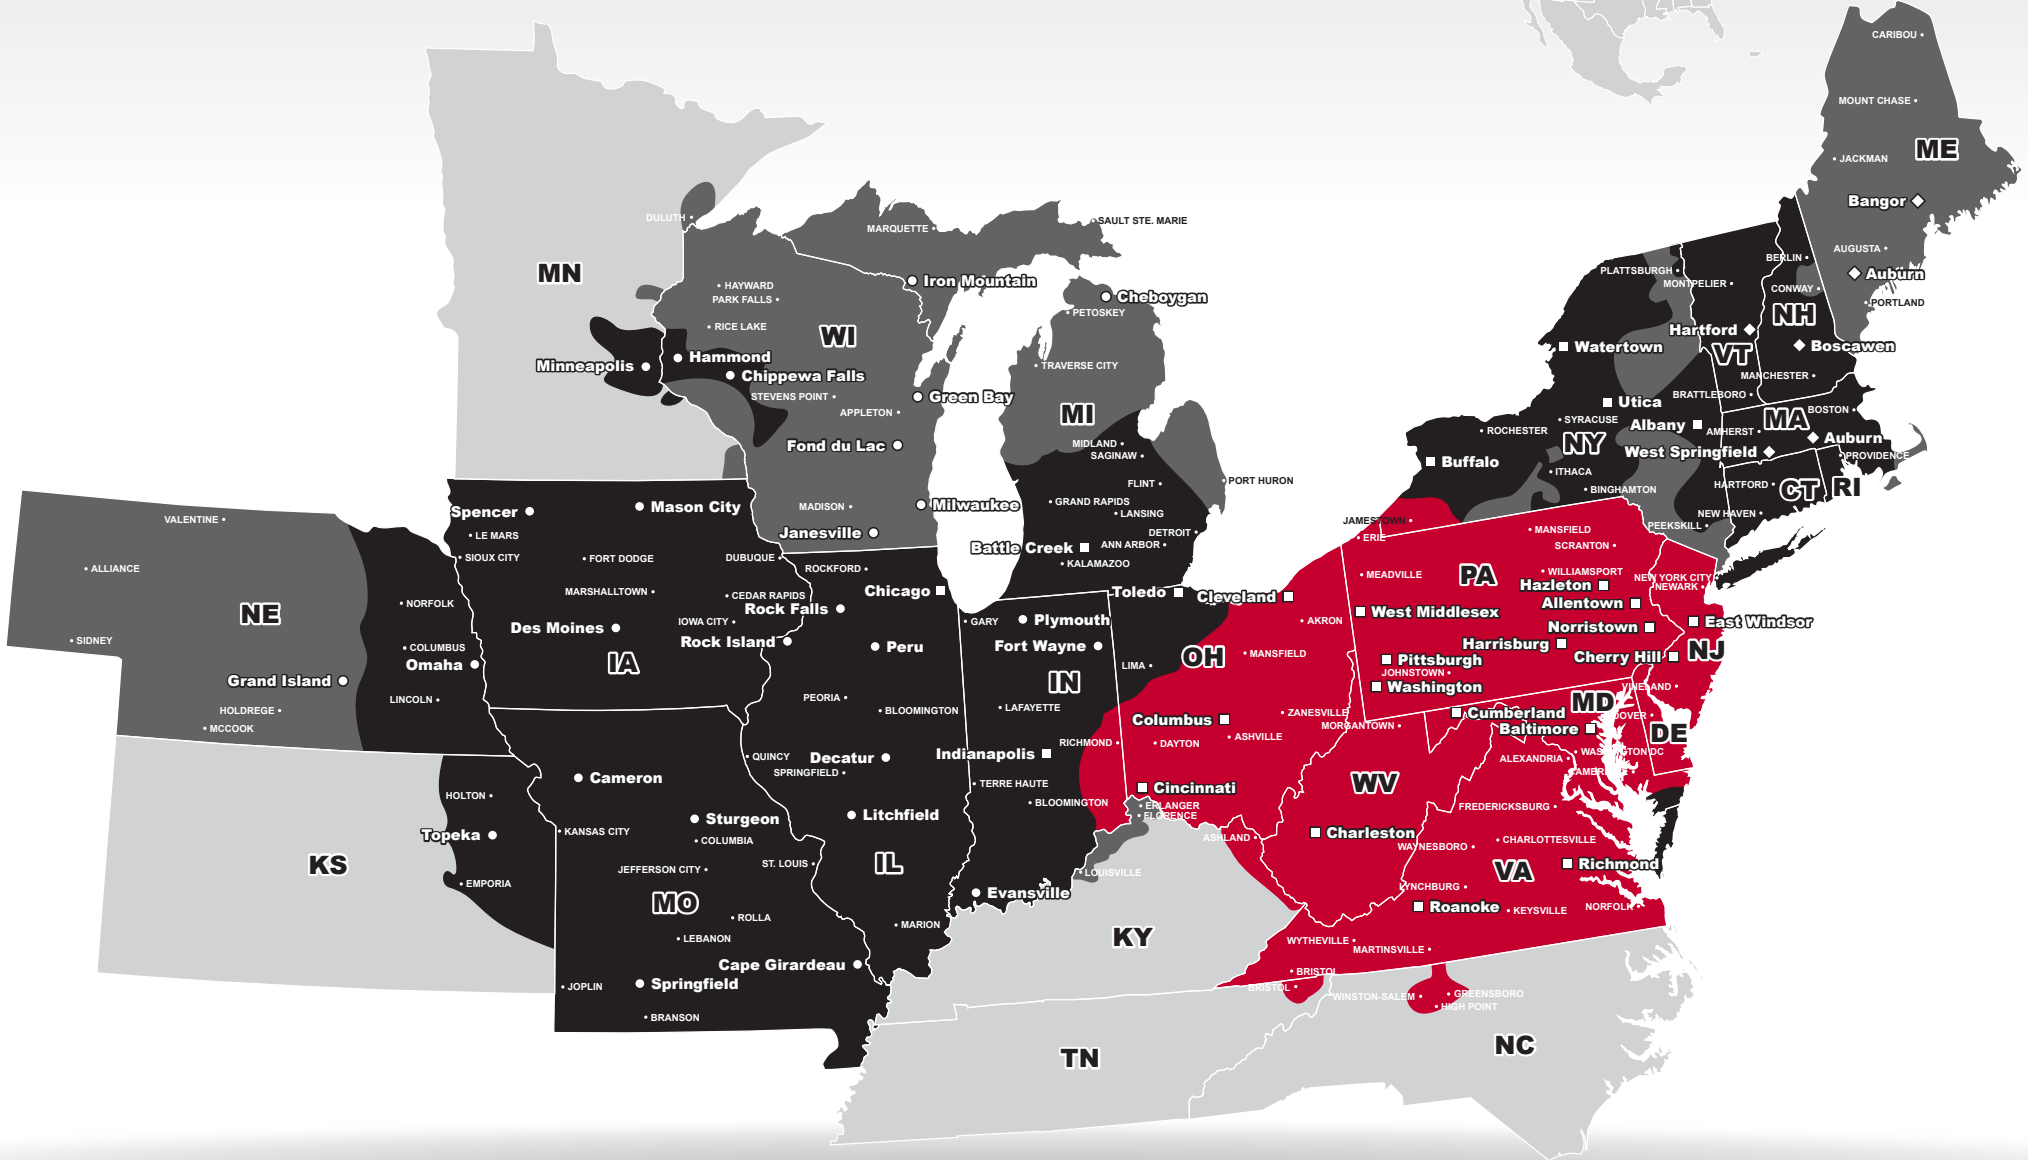 CARIBOU
MOUNT CHASE
JACKMAN
ME
Bangor
AUGUSTA
Auburn
PORTLAND
BERLIN
CONWAY
NH
Boscawen
MANCHESTER
PLATTSBURGH
MONTPELIER
Hartford
VT
BRATTLEBORO
Watertown
Utica
SYRACUSE
ROCHESTER
Albany
NY
Buffalo
ITHACA
BINGHAMTON
JAMESTOWN
PEEKSKILL
NEW YORK CITY
MA
BOSTON
AMHERST
Auburn
West Springfield
PROVIDENCE
HARTFORD
CT
RI
NEW HAVEN
MN
DULUTH
Minneapolis
MARQUETTE
SAULT STE. MARIE
Iron Mountain
Cheboygan
PETOSKEY
HAYWARD
PARK FALLS
RICE LAKE
WI
Hammond
Chippewa Falls
STEVENS POINT
APPLETON
Green Bay
Fond du Lac
MADISON
Milwaukee
Janesville
TRAVERSE CITY
MI
MIDLAND
SAGINAW
FLINT
PORT HURON
GRAND RAPIDS
LANSING
DETROIT
Battle Creek
ANN ARBOR
KALAMAZOO
VALENTINE
ALLIANCE
NE
SIDNEY
Grand Island
HOLDREGE
MCCOOK
NORFOLK
COLUMBUS
Omaha
LINCOLN
Spencer
Mason City
LE MARS
SIOUX CITY
FORT DODGE
DUBUQUE
MARSHALLTOWN
CEDAR RAPIDS
IOWA CITY
Des Moines
IA
ROCKFORD
Chicago
Rock Falls
Rock Island
Peru
PEORIA
BLOOMINGTON
QUINCY
Decatur
SPRINGFIELD
Litchfield
IL
MARION
GARY
Plymouth
Fort Wayne
IN
LAFAYETTE
RICHMOND
Indianapolis
TERRE HAUTE
BLOOMINGTON
Evansville
Toledo
Cleveland
AKRON
LIMA
OH
MANSFIELD
Columbus
ZANESVILLE
ASHVILLE
DAYTON
Cincinnati
ERLANGER
FLORENCE
ASHLAND
LOUISVILLE
KY
ERIE
MANSFIELD
SCRANTON
MEADVILLE
PA
WILLIAMSPORT
Hazleton
NEWARK
Allentown
West Middlesex
Norristown
East Windsor
Harrisburg
Cherry Hill
NJ
Pittsburgh
JOHNSTOWN
Washington
VINELAND
MD
Cumberland
DOVER
Baltimore
DE
MORGANTOWN
WASHINGTON DC
ALEXANDRIA
WV
FREDERICKSBURG
Charleston
CHARLOTTESVILLE
WAYNESBORO
Richmond
VA
LYNCHBURG
Roanoke
KEYSVILLE
NORFOLK
WYTHEVILLE
MARTINSVILLE
BRISTOL
BRISTOL
WINSTON-SALEM
GREENSBORO
HIGH POINT
NC
TN
KS
HOLTON
Topeka
EMPORIA
Cameron
Sturgeon
KANSAS CITY
COLUMBIA
JEFFERSON CITY
ST. LOUIS
MO
ROLLA
LEBANON
Cape Girardeau
Springfield
JOPLIN
BRANSON